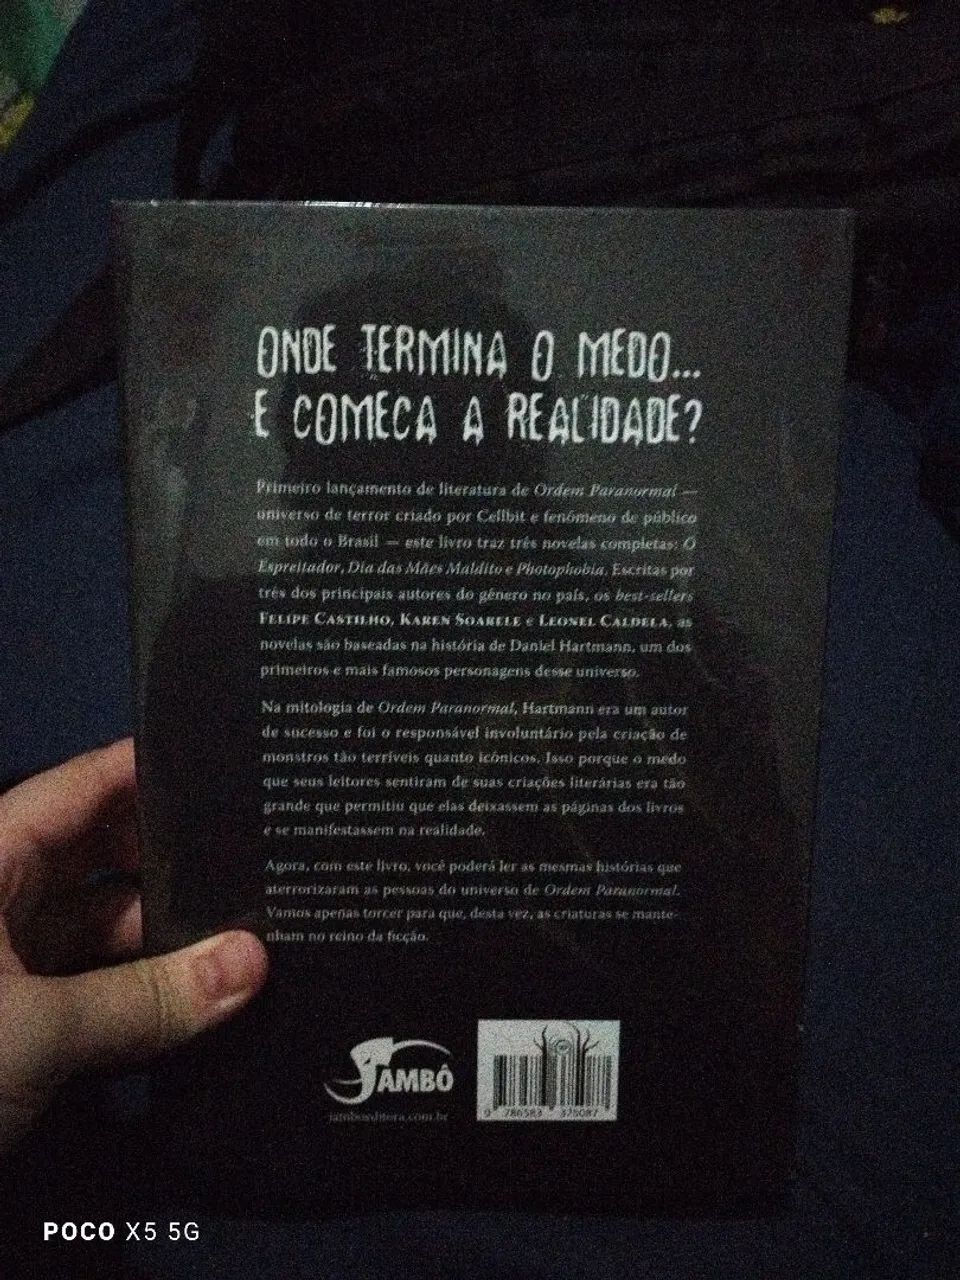 ONDE TERMINA O MEDO...
E COMEÇA A REALIDADE?
Primeiro lançamento de literatura de Ordem Paranormal —
universo de terror criado por Cellbit e fenômeno de público
em todo o Brasil — este livro traz três novelas completas: O
Espreitador, Dia das Mães Maldito e Photophobia. Escritas por
três dos principais autores do gênero no país, os best-sellers
FELIPE CASTILHO, KAREN SOARELE e LEONEL CALDELA, as
novelas são baseadas na história de Daniel Hartmann, um dos
primeiros e mais famosos personagens desse universo.
Na mitologia de Ordem Paranormal, Hartmann era um autor
de sucesso e foi o responsável involuntário pela criação de
monstros tão terríveis quanto icônicos. Isso porque o medo
que seus leitores sentiram de suas criações literárias era tão
grande que permitiu que elas deixassem as páginas dos livros
e se manifestassem na realidade.
Agora, com este livro, você poderá ler as mesmas histórias que
aterrorizaram as pessoas do universo de Ordem Paranormal.
Vamos apenas torcer para que, desta vez, as criaturas se mante-
nham no reino da ficção.
JAMBÔ
jamboeditora.com.br
9 786583 375087
POCO X5 5G